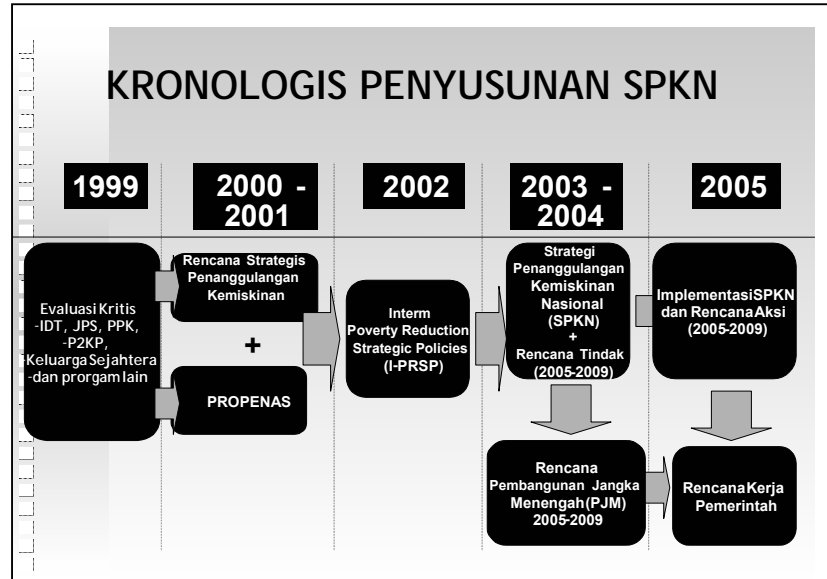 KRONOLOGIS PENYUSUNAN SPKN
1999
2000 -
2001
2002
2003 -
2004
2005
Evaluasi Kritis
-IDT, JPS, PPK,
-P2KP,
-Keluarga Sejahtera
-dan prorgam lain
Rencana Strategis
Penanggulangan
Kemiskinan
+
PROPENAS
Interm
Poverty Reduction
Strategic Policies
(I-PRSP)
Strategi
Penanggulangan
Kemiskinan
Nasional
(SPKN)
+
Rencana Tindak
(2005-2009)
Rencana
Pembangunan Jangka
Menengah (PJM)
2005-2009
Implementasi SPKN
dan Rencana Aksi
(2005-2009)
Rencana Kerja
Pemerintah